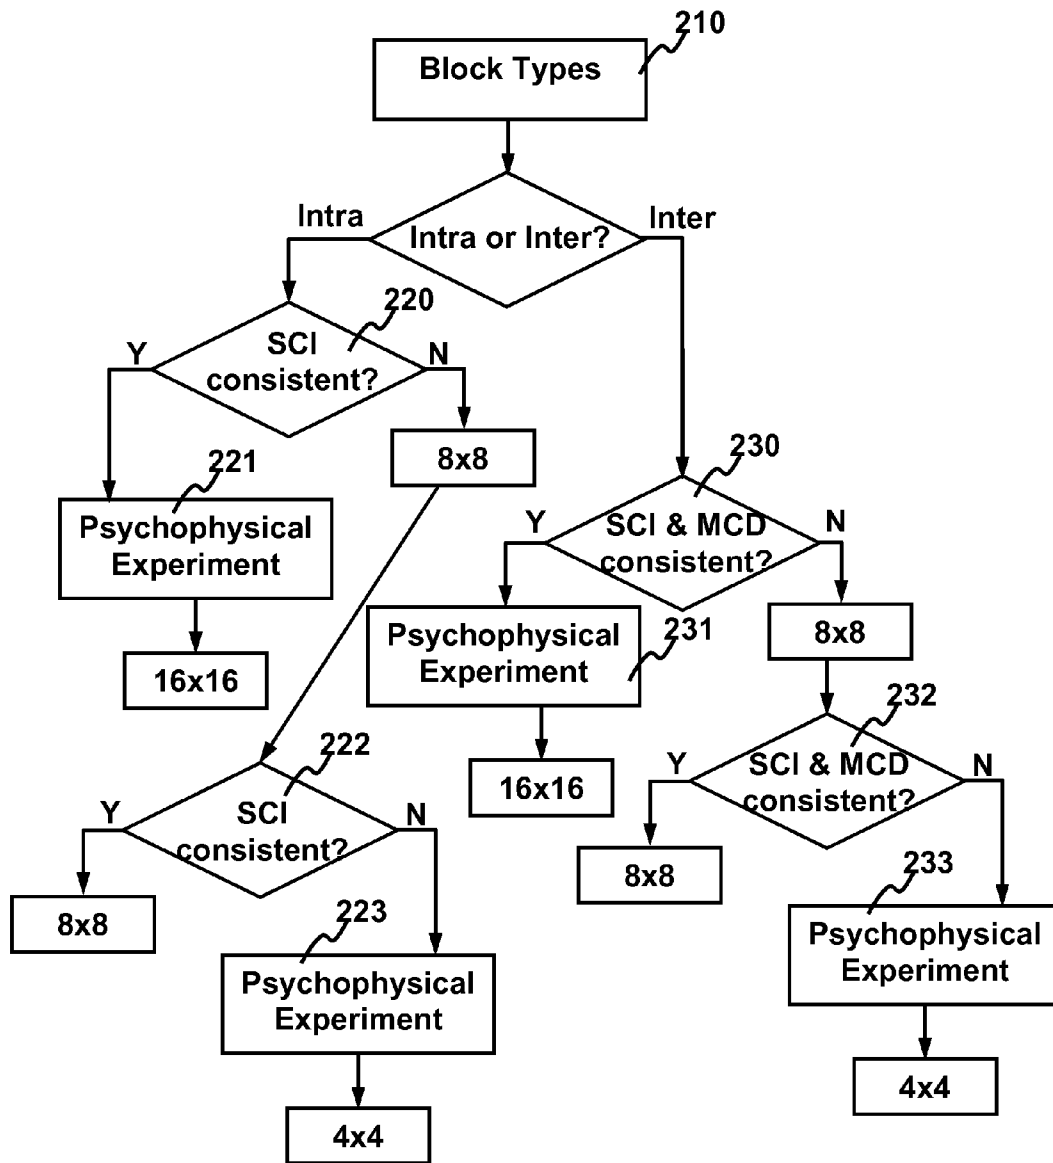 210
Block Types
Intra
Intra or Inter?
Inter
220
SCI
consistent?
Y
N
8x8
221
Psychophysical
Experiment
16x16
230
SCI & MCD
consistent?
Y
N
231
Psychophysical
Experiment
16x16
8x8
232
SCI & MCD
consistent?
Y
N
8x8
222
SCI
consistent?
Y
N
8x8
223
Psychophysical
Experiment
4x4
233
Psychophysical
Experiment
4x4